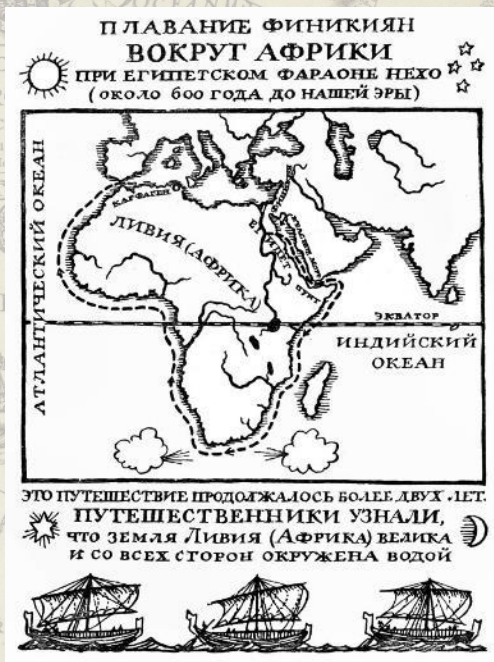 ПЛАВАНИЕ ФИНИКИЯН
ВОКРУГ АФРИКИ
ПРИ ЕГИПЕТСКОМ ФАРАОНЕ НЕХО
(ОКОЛО 600 ГОДА ДО НАШЕЙ ЭРЫ)
АТЛАНТИЧЕСКИЙ ОКЕАН
КАРФАГЕН
ЛИВИЯ (АФРИКА)
ЕГИПЕТ
ПУНТ
ЭКВАТОР
ИНДИЙСКИЙ
ОКЕАН
ЭТО ПУТЕШЕСТВИЕ ПРОДОЛЖАЛОСЬ БОЛЕЕ ДВУХ ЛЕТ.
ПУТЕШЕСТВЕННИКИ УЗНАЛИ,
ЧТО ЗЕМЛЯ ЛИВИЯ (АФРИКА) ВЕЛИКА
И СО ВСЕХ СТОРОН ОКРУЖЕНА ВОДОЙ